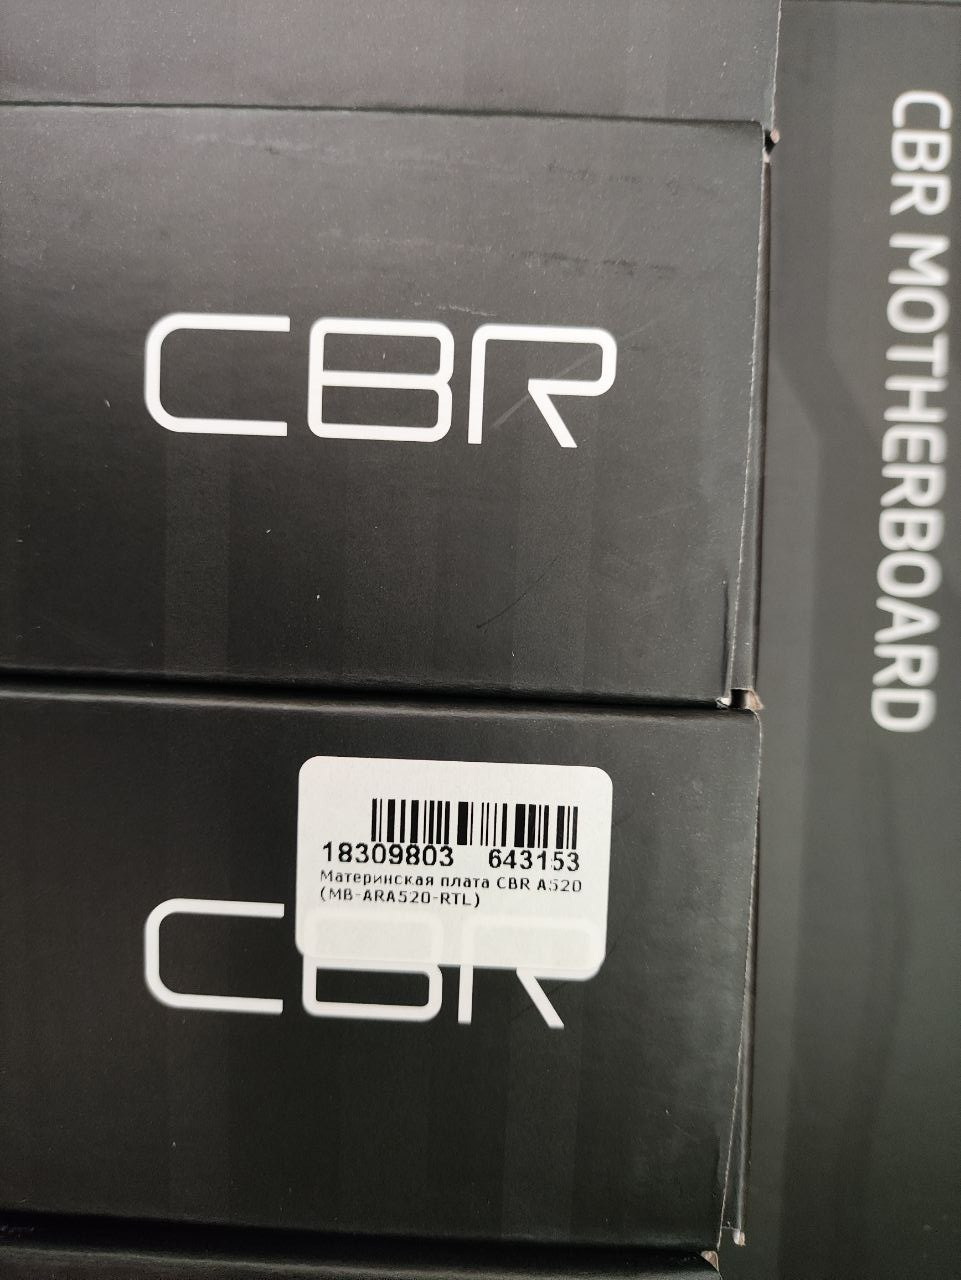 CBR
18309803 643153
Материнская плата CBR A520
(MB-ARA520-RTL)
CBR
CBR MOTHERBOARD